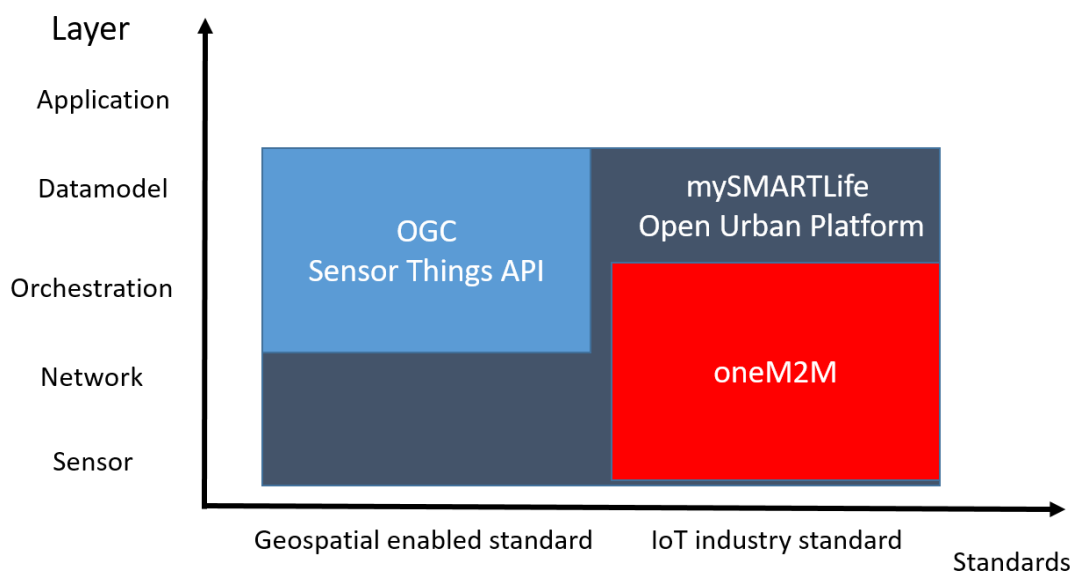 Layer
Application
Datamodel
Orchestration
Network
Sensor
OGC
Sensor Things API
mySMARTLife
Open Urban Platform
oneM2M
Geospatial enabled standard
IoT industry standard
Standards